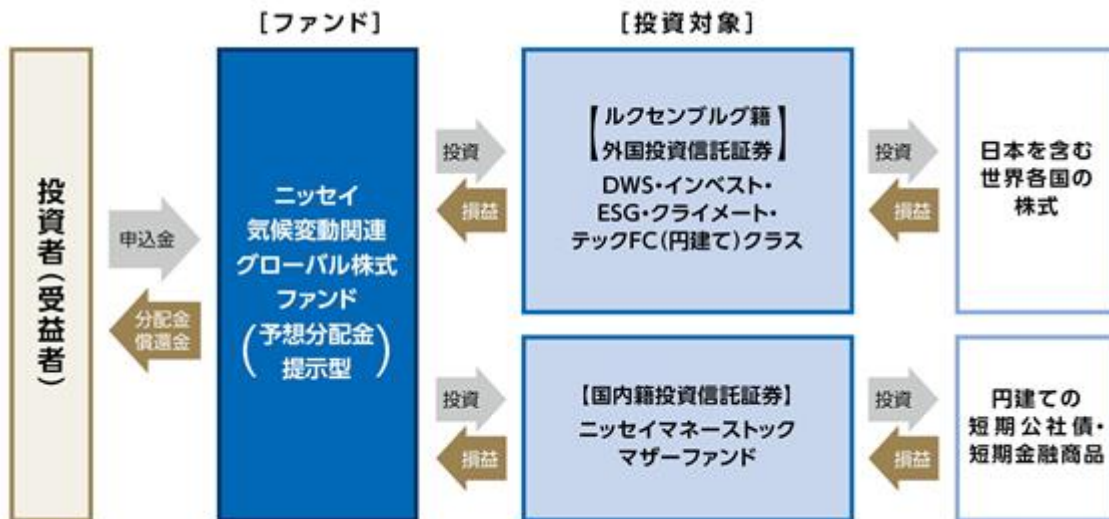 ［ファンド］
［投資対象］
投資者（受益者）
申込金
分配金
償還金
ニッセイ
気候変動関連
グローバル株式
ファンド
（予想分配金
提示型）
投資
損益
【ルクセンブルグ籍
外国投資信託証券】
DWS・インベスト・
ESG・クライメート・
テックFC（円建て）クラス
投資
損益
日本を含む
世界各国の
株式
投資
損益
【国内籍投資信託証券】
ニッセイマネーストック
マザーファンド
投資
損益
円建ての
短期公社債・
短期金融商品